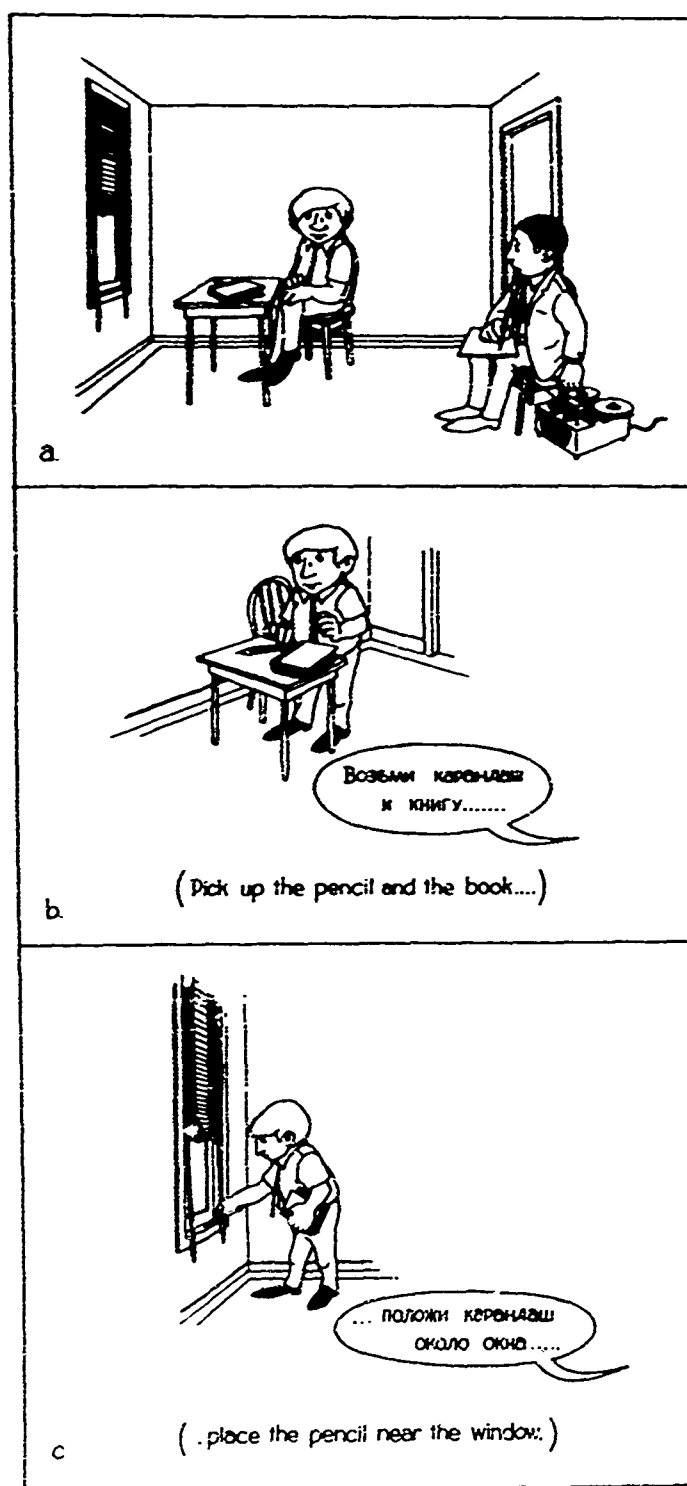 a.
Возьми карандаш
и книгу.......
(Pick up the pencil and the book....)
b.
... положи карандаш
около окна.....
(.place the pencil near the window.)
c